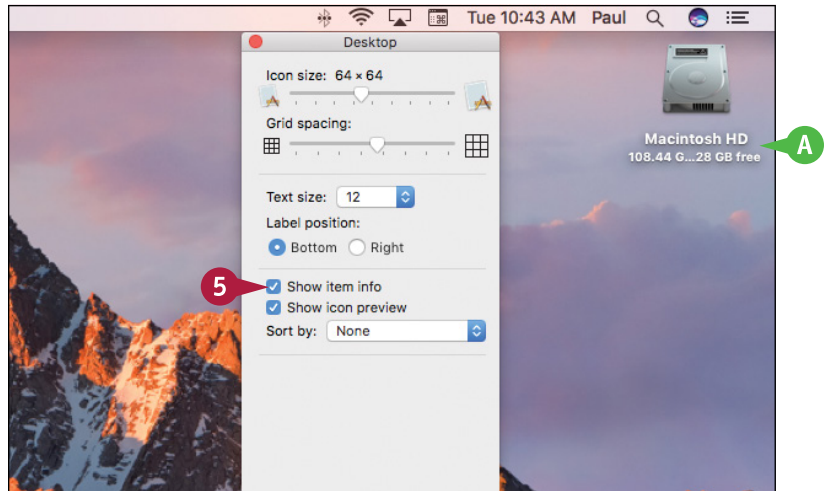 Tue 10:43 AM Paul
Desktop
Icon size: 64 × 64
Grid spacing:
Text size: 12
Label position:
Bottom Right
5 Show item info
Show icon preview
Sort by: None
Macintosh HD
108.44 G...28 GB free
A